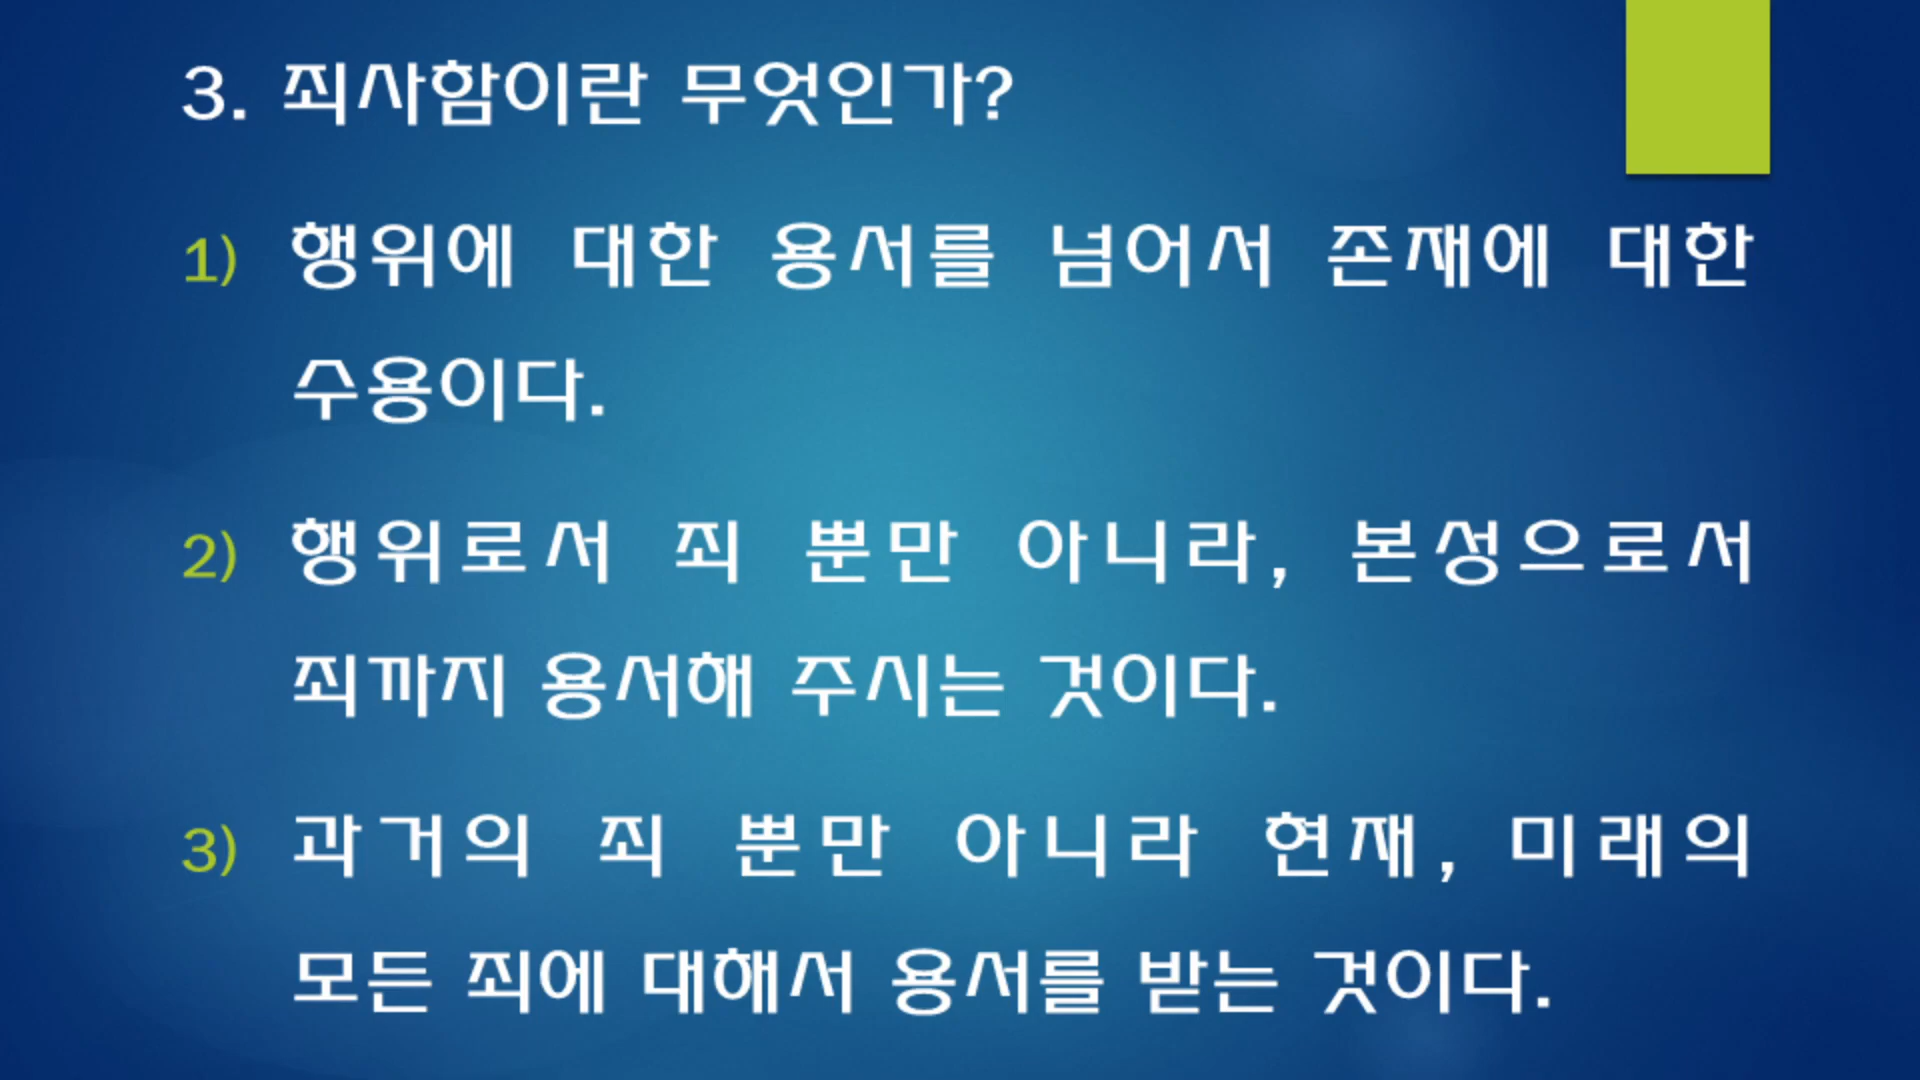 3. 죄사함이란 무엇인가?
1) 행위에 대한 용서를 넘어서 존재에 대한
수용이다.
2) 행위로서 죄 뿐만 아니라, 본성으로서
죄까지 용서해 주시는 것이다.
3) 과거의 죄 뿐만 아니라 현재, 미래의
모든 죄에 대해서 용서를 받는 것이다.